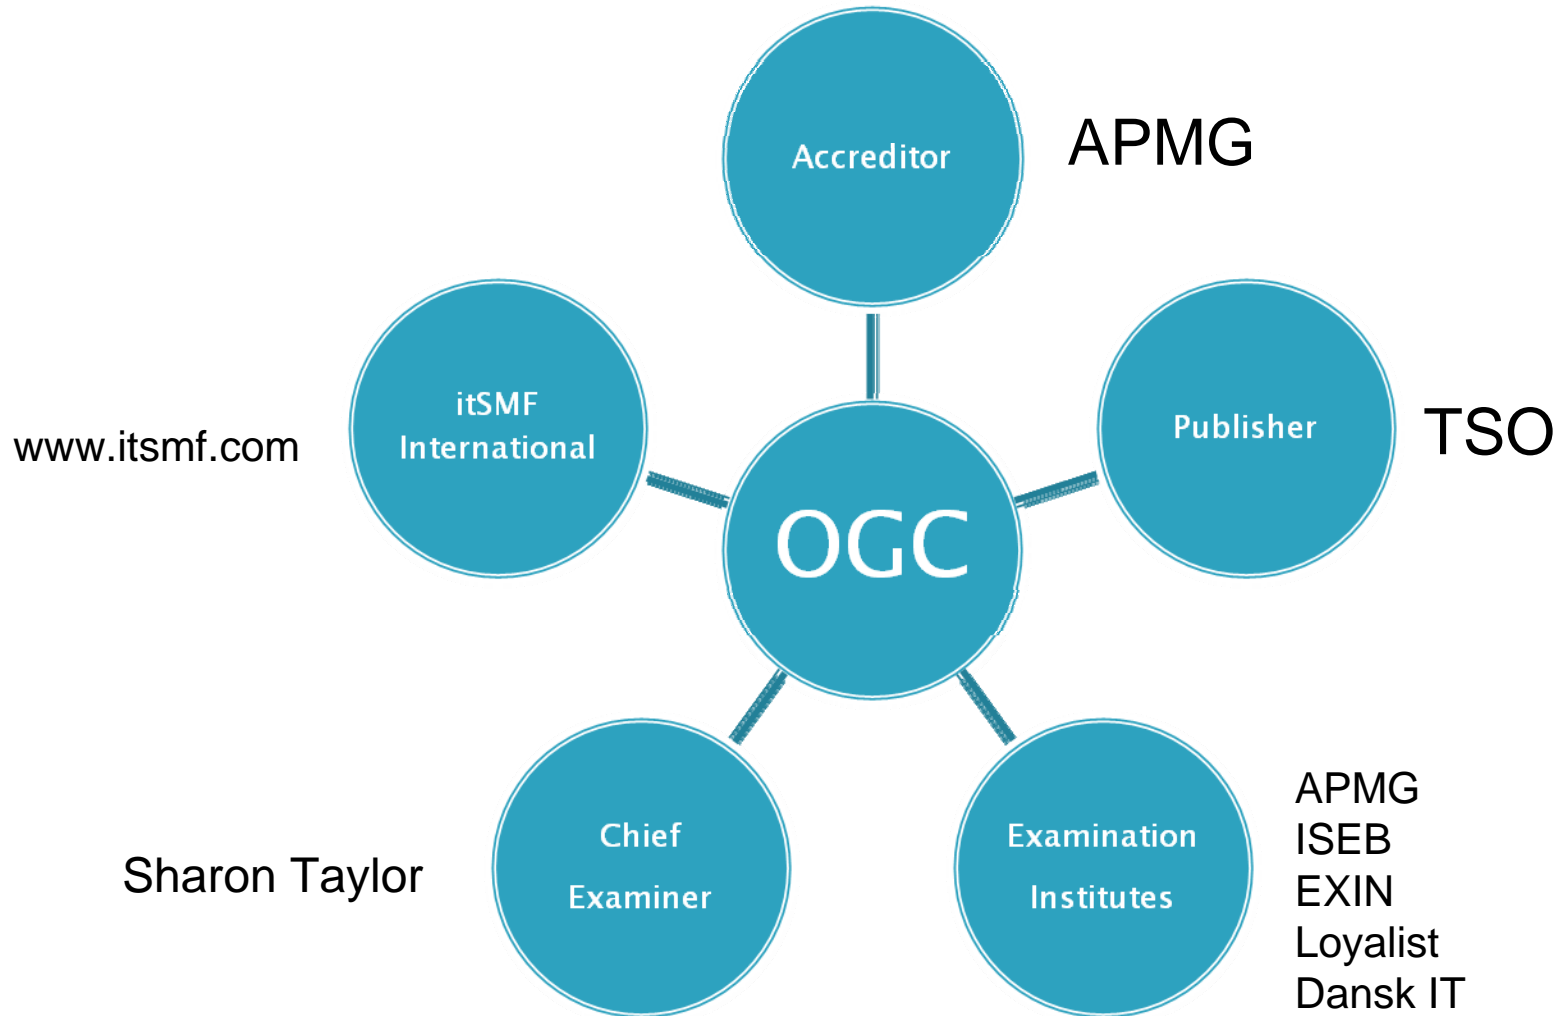 Accreditor
APMG
itSMF
International
www.itsmf.com
Publisher
TSO
OGC
Chief
Examiner
Sharon Taylor
Examination
Institutes
APMG
ISEB
EXIN
Loyalist
Dansk IT